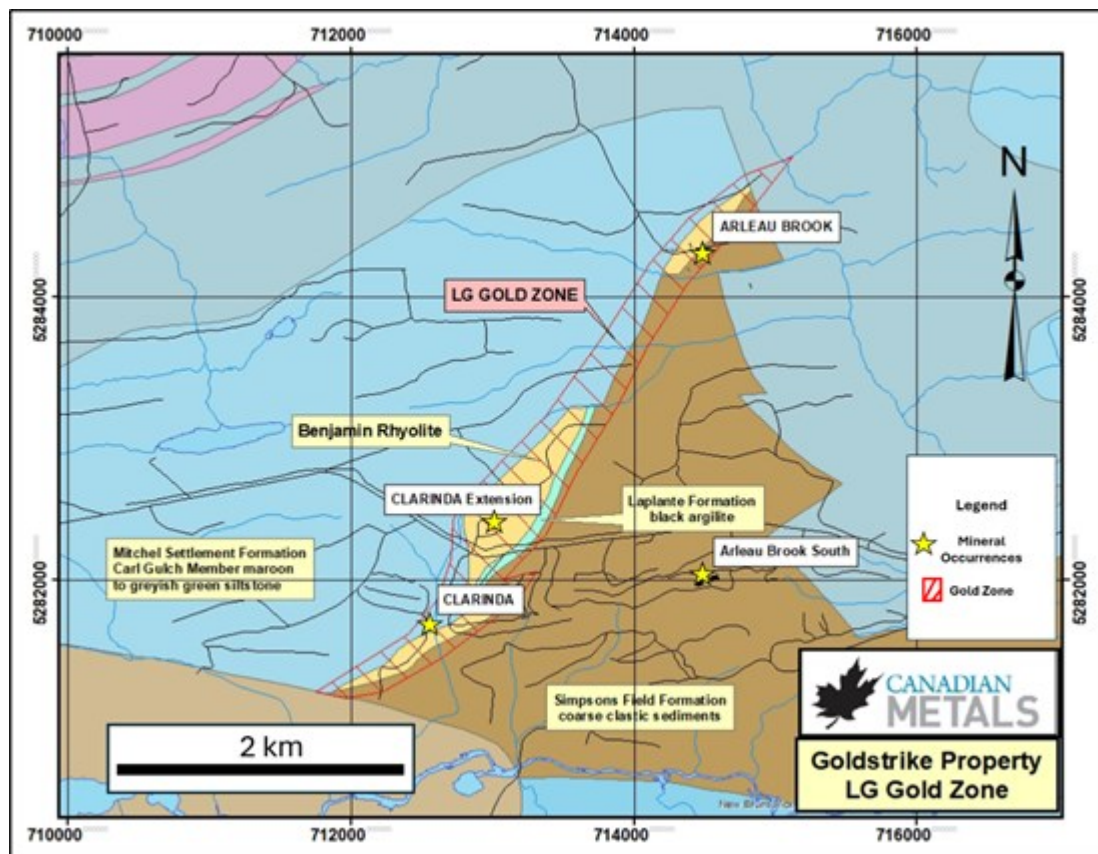 710000
712000
714000
716000
N
ARLEAU BROOK
LG GOLD ZONE
5284000
5284000
Benjamin Rhyolite
CLARINDA Extension
Laplante Formation
black argilite
Legend
Mineral
Occurrences
Gold Zone
Mitchel Settlement Formation
Carl Gulch Member maroon
to greyish green siltstone
Arleau Brook South
5282000
5282000
CLARINDA
Simpsons Field Formation
coarse clastic sediments
CANADIAN
METALS
2 km
Goldstrike Property
LG Gold Zone
710000
712000
714000
716000